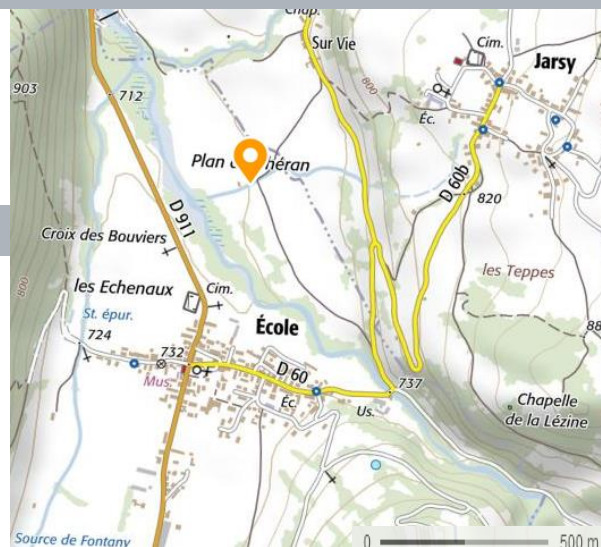 Chap.
Sur Vie
Cim.
Jarsy
903
712
800
Éc.
Plan
héran
D 60b
820
D 911
Croix des Bouviers
les Teppes
800
les Echenaux
Cim.
St. épur.
École
724
732
D 60
737
Mus.
Éc.
Us.
Chapelle
de la Lézine
Source de Fontany
0
500 m